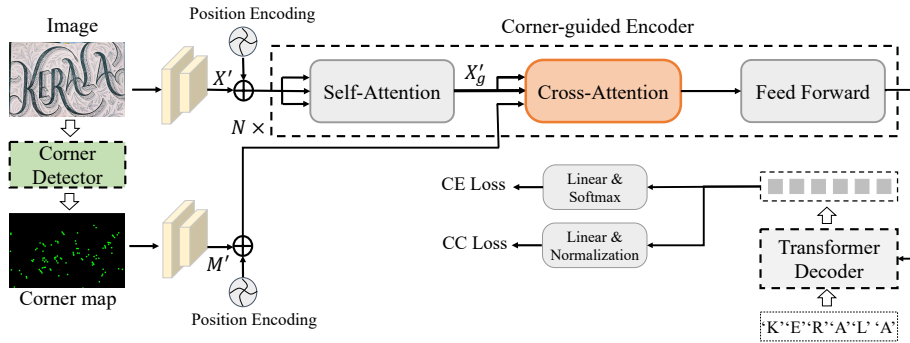 Image
Position Encoding
Corner-guided Encoder
KERALA
X'
X'g
Self-Attention
Cross-Attention
Feed Forward
N ×
Corner
Detector
CE Loss
Linear &
Softmax
CC Loss
Linear &
Normalization
Transformer
Decoder
M'
Corner map
Position Encoding
‘K’‘E’‘R’‘A’‘L’ ‘A’